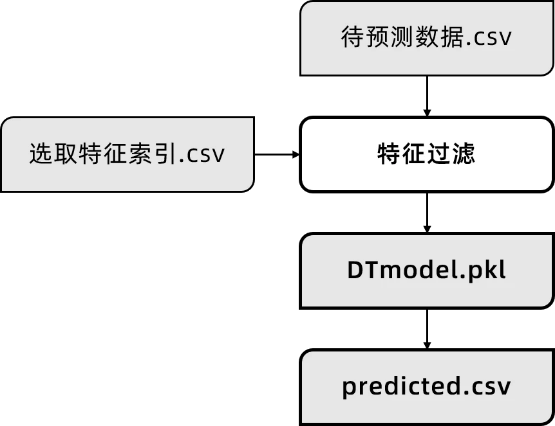 待预测数据.csv
选取特征索引.csv
特征过滤
DTmodel.pkl
predicted.csv